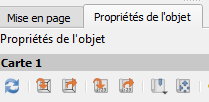 Mise en page Propriétés de l'objet
Propriétés de l'objet
Carte 1